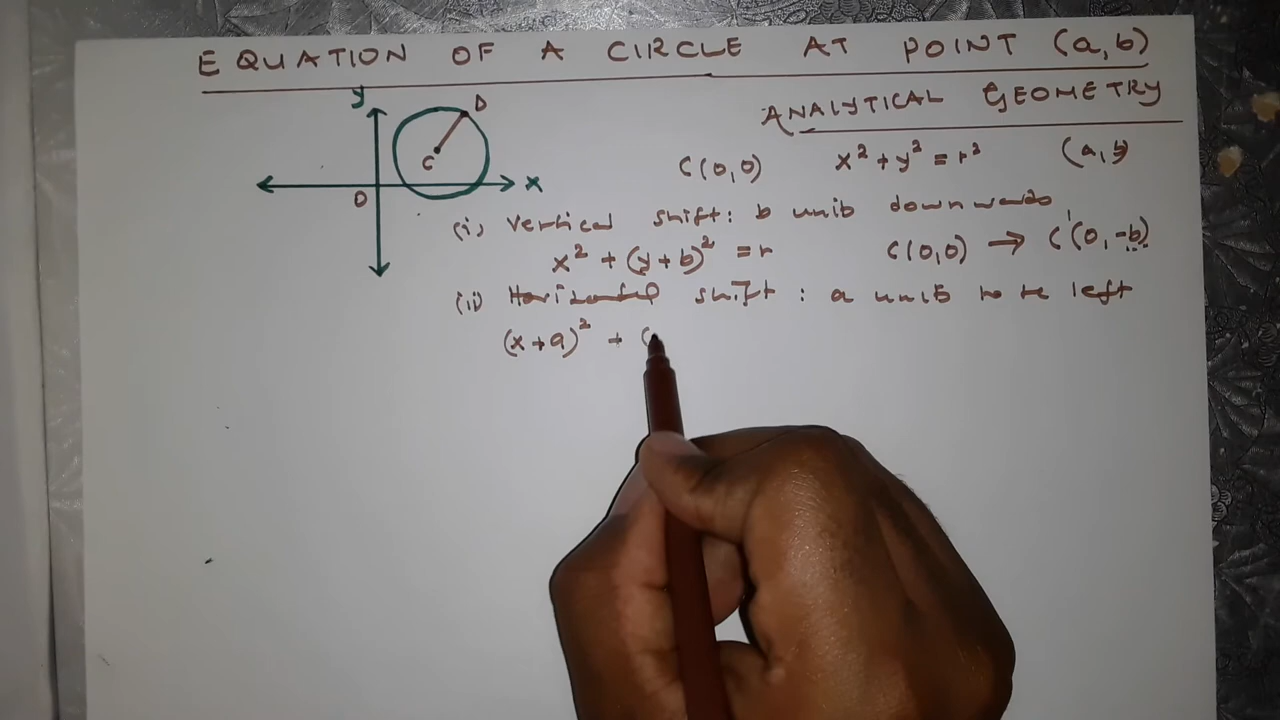 EQUATION OF A CIRCLE AT POINT (a,b)
ANALYTICAL GEOMETRY
y
D
C
x
O
C(0,0) x² + y² = r² (a,b)
(i) Vertical shift: b units downwards
x² + (y+b)² = r C(0,0) → C'(0,-b)
(ii) Horizontal shift: a units to te left
(x+a)² + (